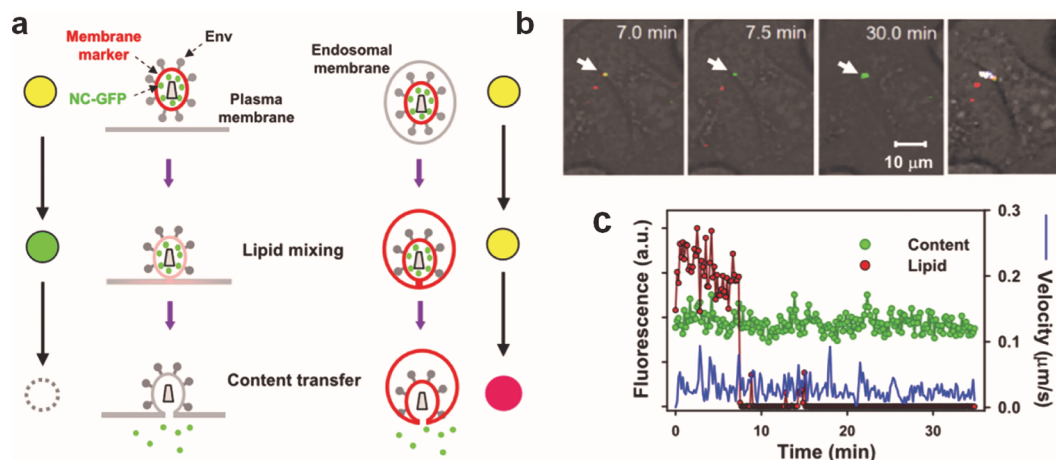 a
Membrane
marker
Env
NC-GFP
Plasma
membrane
Endosomal
membrane
Lipid mixing
Content transfer
b
7.0 min
7.5 min
30.0 min
10 μm
c
Fluorescence (a.u.)
Content
Lipid
0.3
0.2
0.1
0.0
Velocity (μm/s)
0
10
20
30
Time (min)